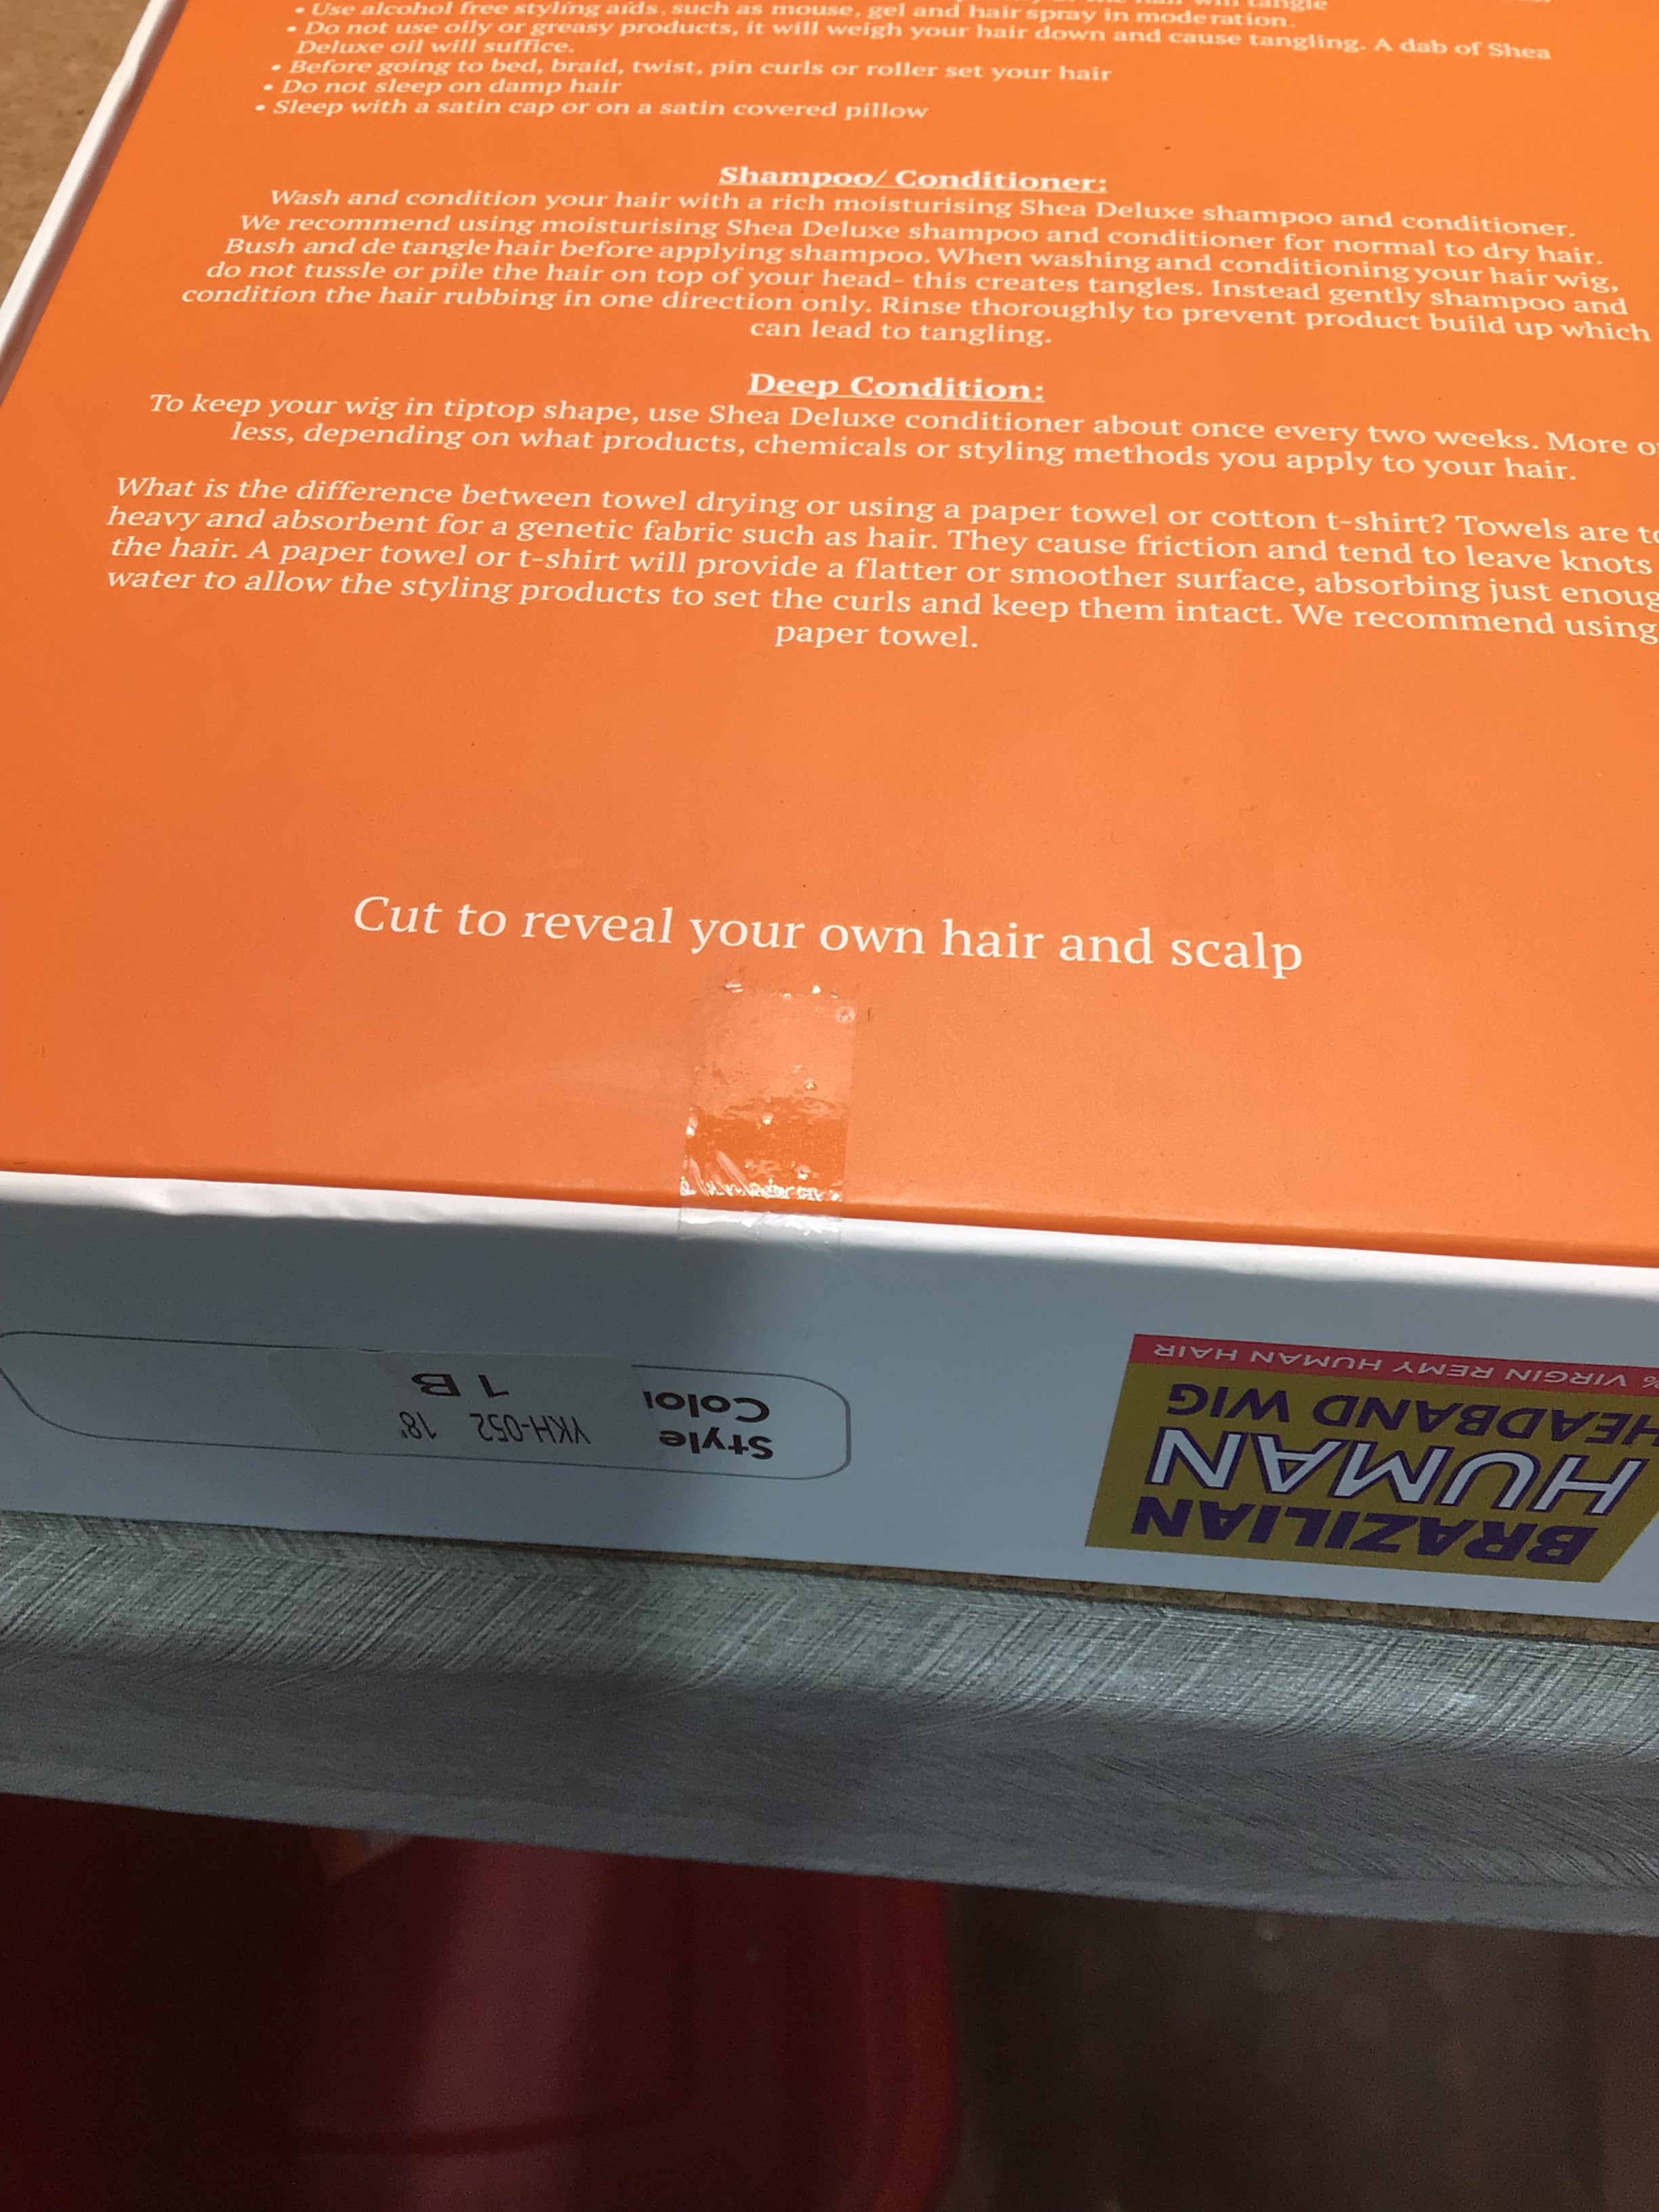 tangle
• Use alcohol free styling aids, such as mouse, gel and hair spray in moderation.
• Do not use oily or greasy products, it will weigh your hair down and cause tangling. A dab of Shea
Deluxe oil will suffice.
• Before going to bed, braid, twist, pin curls or roller set your hair
• Do not sleep on damp hair
• Sleep with a satin cap or on a satin covered pillow
Shampoo/ Conditioner:
Wash and condition your hair with a rich moisturising Shea Deluxe shampoo and conditioner.
We recommend using moisturising Shea Deluxe shampoo and conditioner for normal to dry hair.
Bush and de tangle hair before applying shampoo. When washing and conditioning your hair wig,
do not tussle or pile the hair on top of your head- this creates tangles. Instead gently shampoo and
condition the hair rubbing in one direction only. Rinse thoroughly to prevent product build up which
can lead to tangling.
Deep Condition:
To keep your wig in tiptop shape, use Shea Deluxe conditioner about once every two weeks. More o
less, depending on what products, chemicals or styling methods you apply to your hair.
What is the difference between towel drying or using a paper towel or cotton t-shirt? Towels are to
heavy and absorbent for a genetic fabric such as hair. They cause friction and tend to leave knots
the hair. A paper towel or t-shirt will provide a flatter or smoother surface, absorbing just enoug
water to allow the styling products to set the curls and keep them intact. We recommend using
paper towel.
Cut to reveal your own hair and scalp
BRAZILIAN
HUMAN
HEADBAND WIG
% VIRGIN REMY HUMAN HAIR
Style YKH-052 18"
Color 1 B